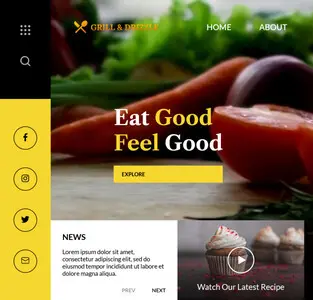 GRILL & DRIZZLE
HOME
ABOUT
Eat Good
Feel Good
EXPLORE
NEWS
Lorem ipsum dolor sit amet,
consectetur adipiscing elit, sed do
eiusmod tempor incididunt ut labore et
dolore magna aliqua.
PREV
NEXT
Watch Our Latest Recipe